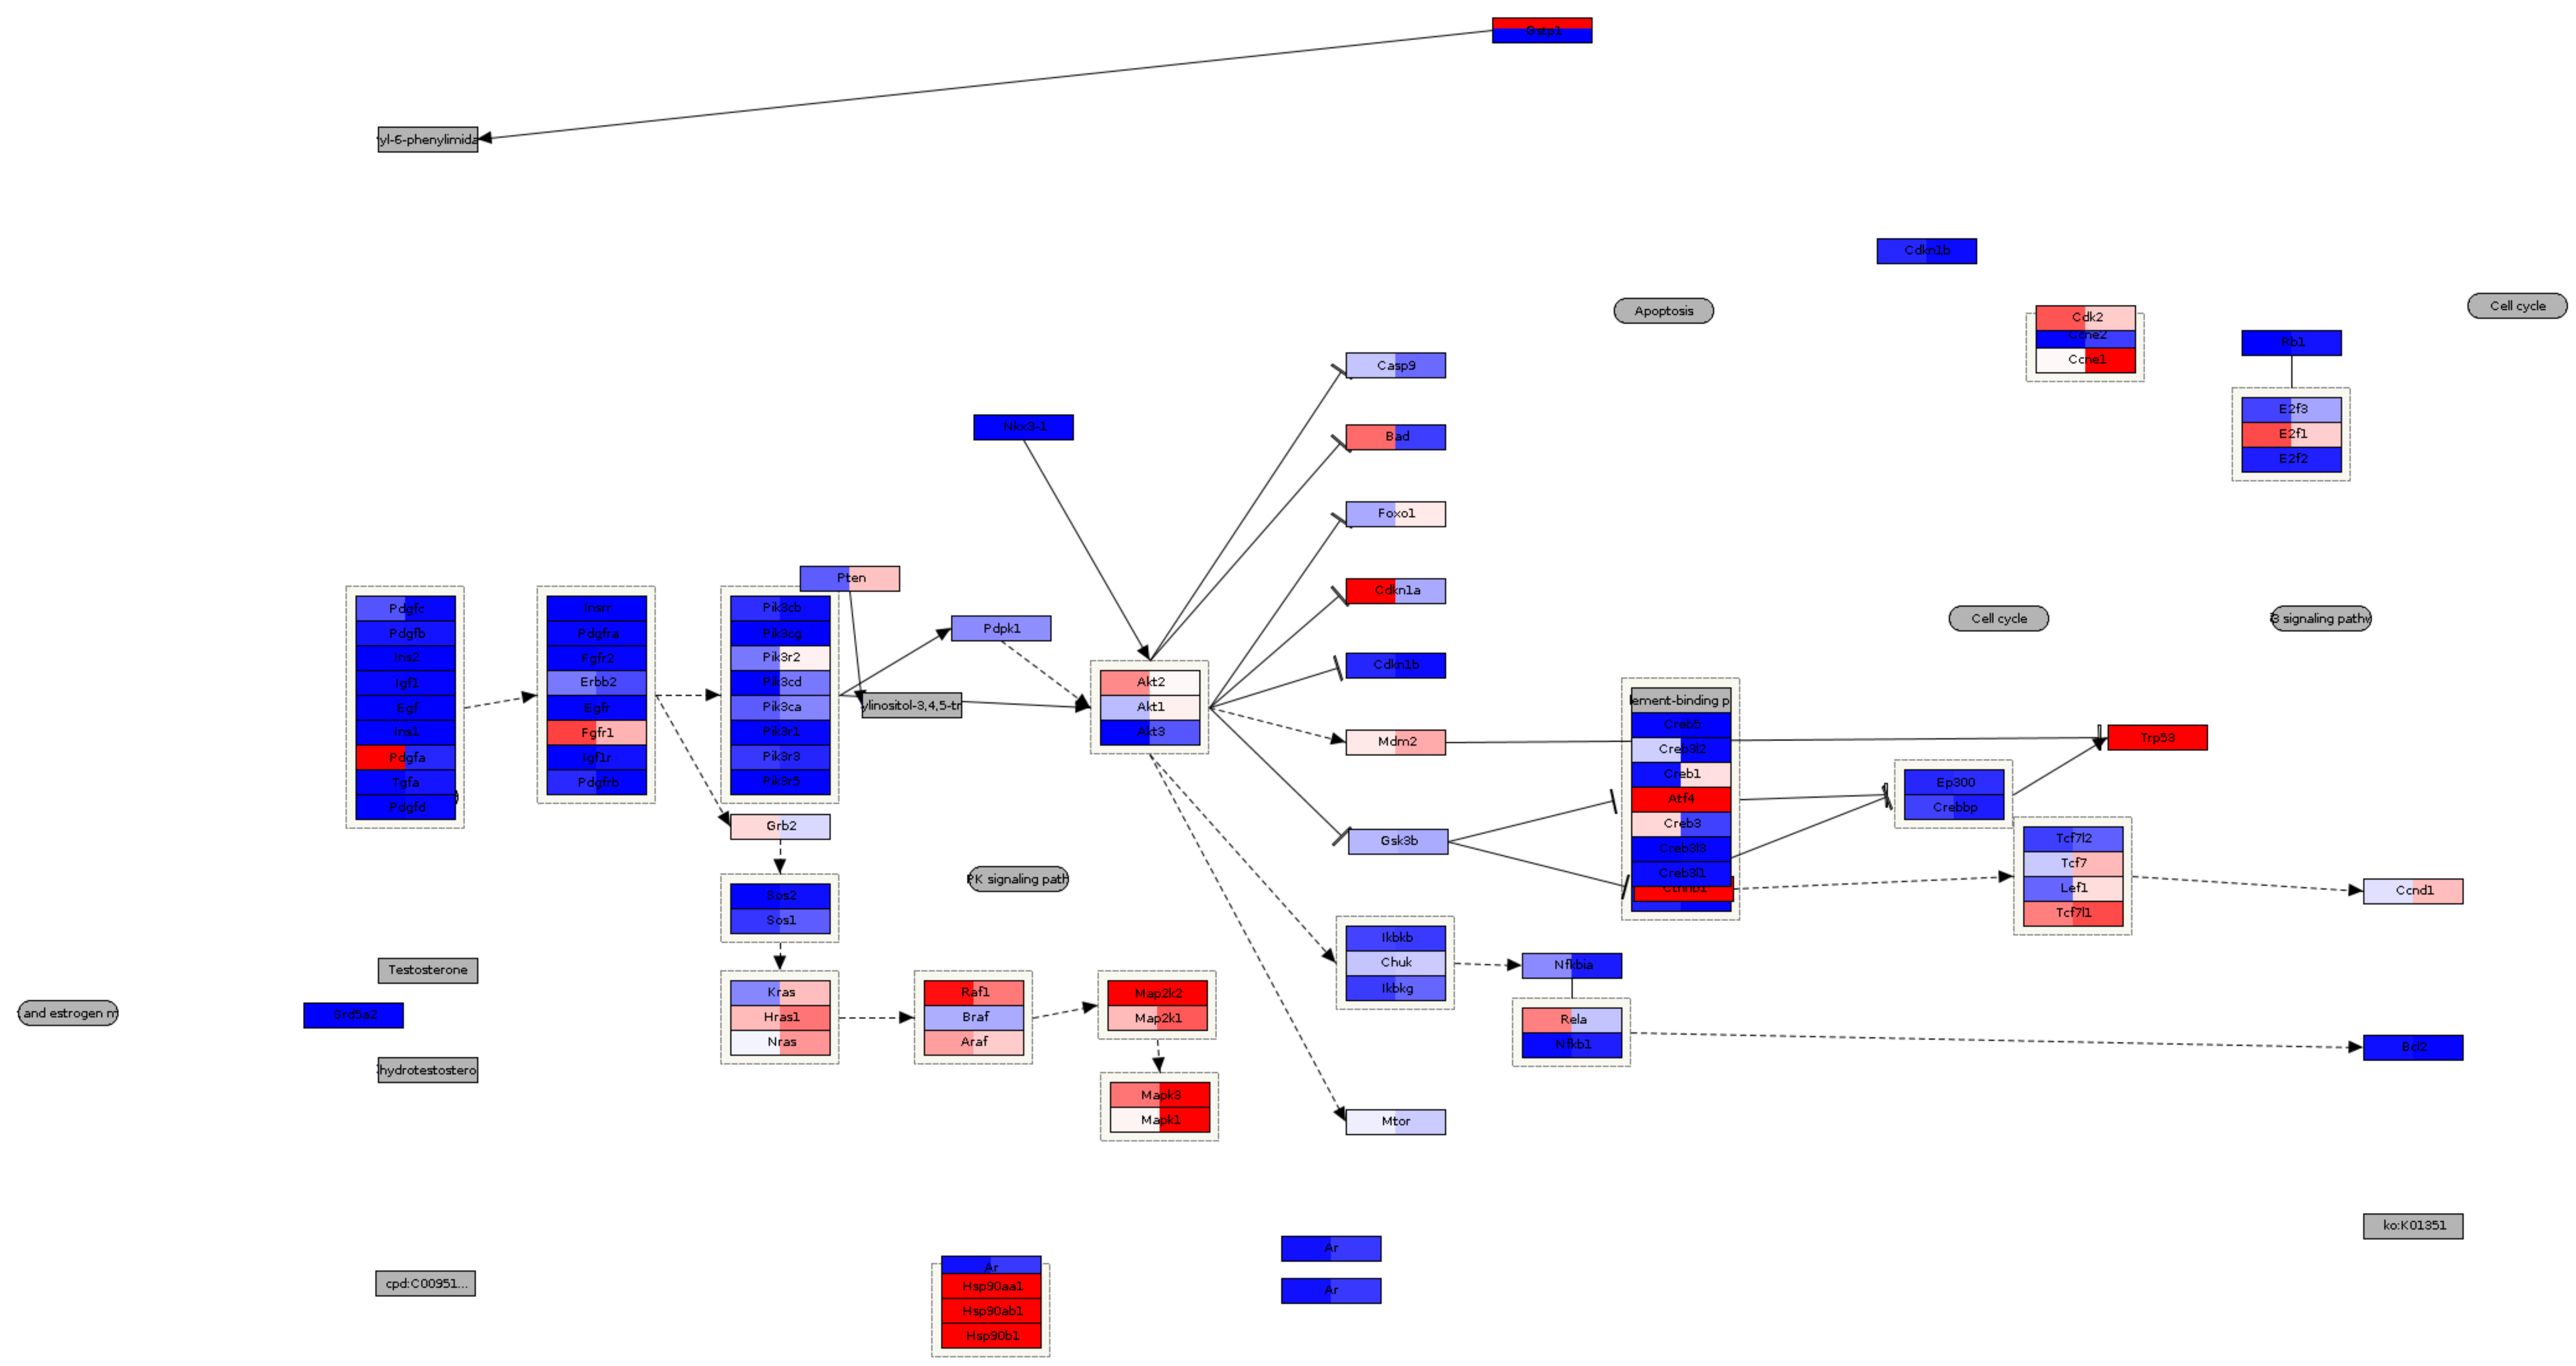 Gstp1
yl-6-phenylimida
Cdkn1b
Apoptosis
Cell cycle
Cdk2
Ccne2
Ccne1
Rb1
E2f3
E2f1
E2f2
Casp9
Bad
Foxo1
Cdkn1a
Cdkn1b
Mdm2
Gsk3b
Nkx3-1
Pten
Pdpk1
ylinositol-3,4,5-tr
Pdgfc
Pdgfb
Ins2
Igf1
Egf
Ins1
Pdgfa
Tgfa
Pdgfd
Insrr
Pdgfra
Fgfr2
Erbb2
Egfr
Fgfr1
Igf1r
Pdgfrb
Pik3cb
Pik3cg
Pik3r2
Pik3cd
Pik3ca
Pik3r1
Pik3r3
Pik3r5
Akt2
Akt1
Akt3
Cell cycle
3 signaling pathw
lement-binding p
Creb5
Creb3l2
Creb1
Atf4
Creb3
Creb3l3
Creb3l1
Ctnnb1
Trp53
Ep300
Crebbp
Tcf7l2
Tcf7
Lef1
Tcf7l1
Ccnd1
Grb2
Sos2
Sos1
PK signaling path
Kras
Hras1
Nras
Raf1
Braf
Araf
Map2k2
Map2k1
Mapk3
Mapk1
Ikbkb
Chuk
Ikbkg
Nfkbia
Rela
Nfkb1
Bcl2
Mtor
Testosterone
and estrogen m
Srd5a2
hydrotestostero
cpd:C00951...
Ar
Hsp90aa1
Hsp90ab1
Hsp90b1
Ar
Ar
ko:K01351